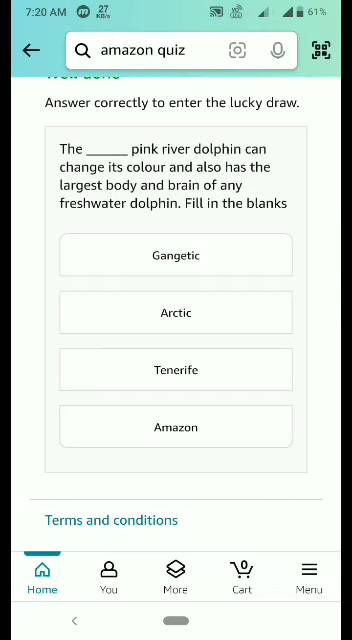 7:20 AM m 27 KB/s 61%
amazon quiz
Answer correctly to enter the lucky draw.
The ______ pink river dolphin can
change its colour and also has the
largest body and brain of any
freshwater dolphin. Fill in the blanks
Gangetic
Arctic
Tenerife
Amazon
Terms and conditions
0
Home You More Cart Menu